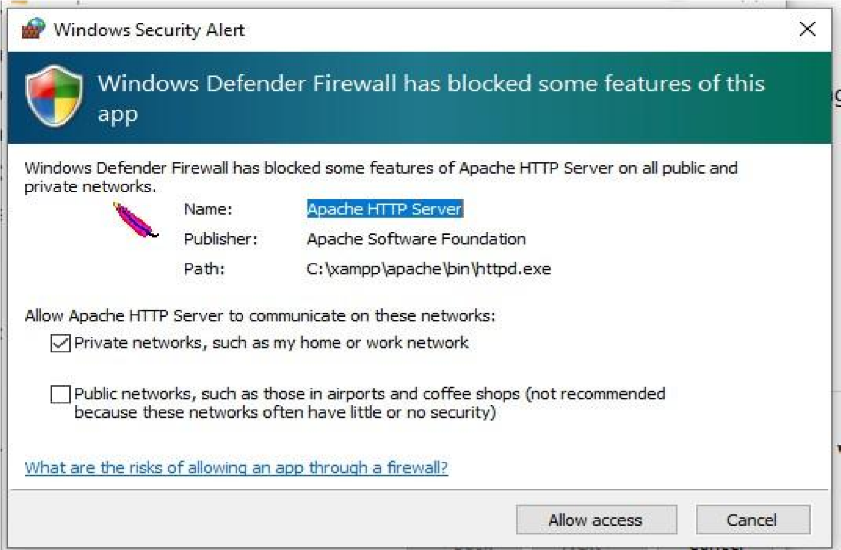 Windows Security Alert
Windows Defender Firewall has blocked some features of this
app
Windows Defender Firewall has blocked some features of Apache HTTP Server on all public and
private networks.
Name: Apache HTTP Server
Publisher: Apache Software Foundation
Path: C:\xampp\apache\bin\httpd.exe
Allow Apache HTTP Server to communicate on these networks:
Private networks, such as my home or work network
Public networks, such as those in airports and coffee shops (not recommended
because these networks often have little or no security)
What are the risks of allowing an app through a firewall?
Allow access Cancel